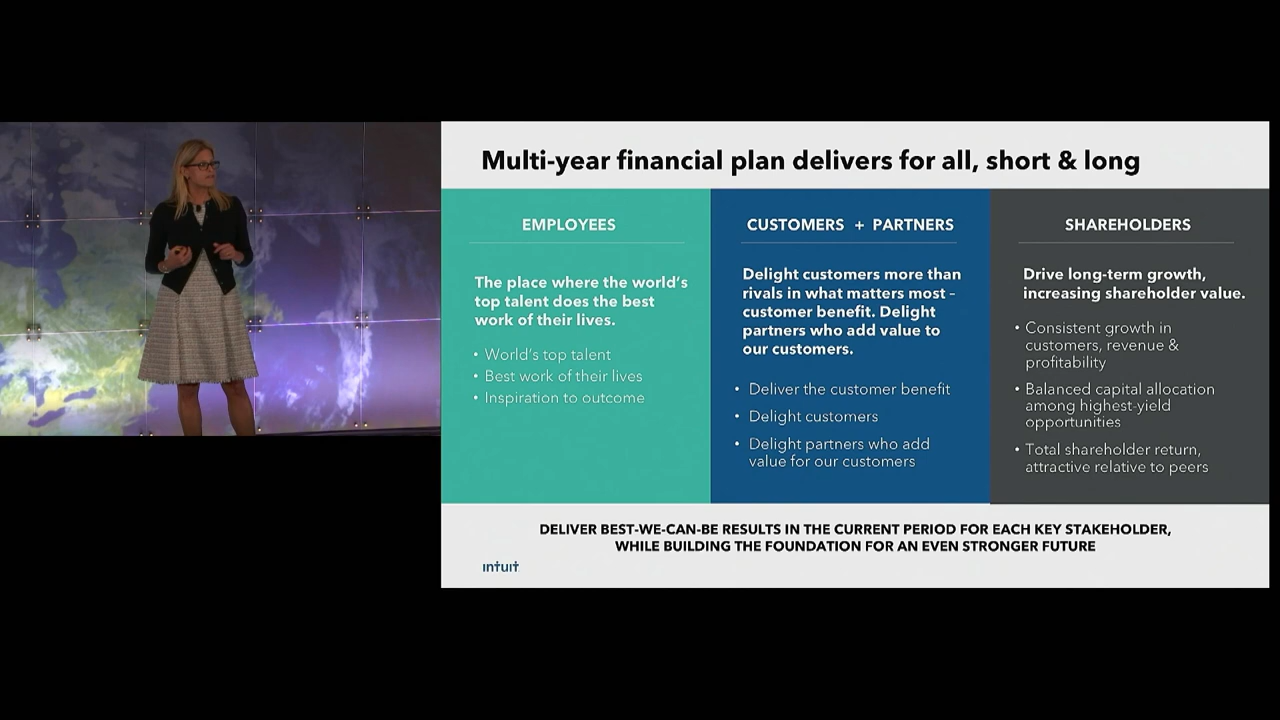 Multi-year financial plan delivers for all, short & long
EMPLOYEES
The place where the world's
top talent does the best
work of their lives.
• World's top talent
• Best work of their lives
• Inspiration to outcome
CUSTOMERS + PARTNERS
Delight customers more than
rivals in what matters most –
customer benefit. Delight
partners who add value to
our customers.
• Deliver the customer benefit
• Delight customers
• Delight partners who add
value for our customers
SHAREHOLDERS
Drive long-term growth,
increasing shareholder value.
• Consistent growth in
customers, revenue &
profitability
• Balanced capital allocation
among highest-yield
opportunities
• Total shareholder return,
attractive relative to peers
DELIVER BEST-WE-CAN-BE RESULTS IN THE CURRENT PERIOD FOR EACH KEY STAKEHOLDER,
WHILE BUILDING THE FOUNDATION FOR AN EVEN STRONGER FUTURE
intuit